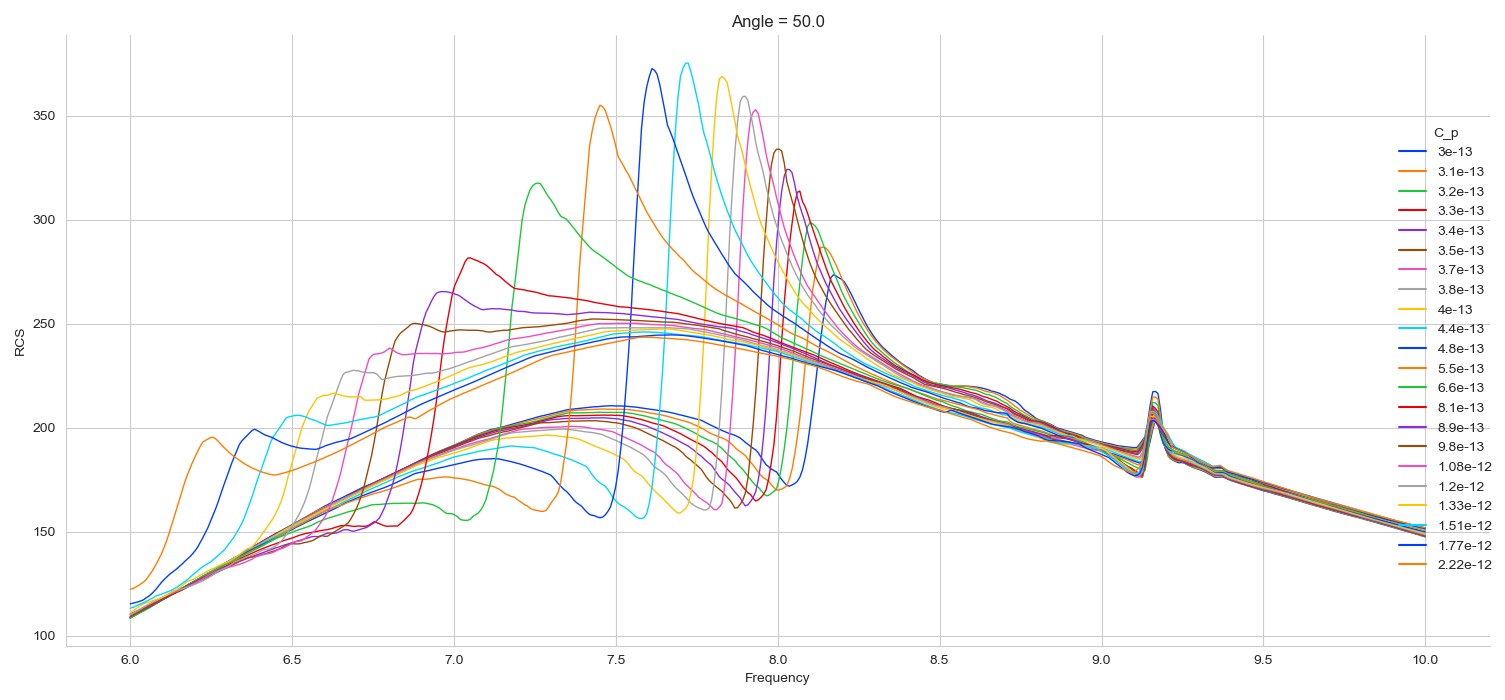 Angle = 50.0
350
300
250
200
150
100
RCS
6.0 6.5 7.0 7.5 8.0 8.5 9.0 9.5 10.0
Frequency
C_p
3e-13
3.1e-13
3.2e-13
3.3e-13
3.4e-13
3.5e-13
3.7e-13
3.8e-13
4e-13
4.4e-13
4.8e-13
5.5e-13
6.6e-13
8.1e-13
8.9e-13
9.8e-13
1.08e-12
1.2e-12
1.33e-12
1.51e-12
1.77e-12
2.22e-12